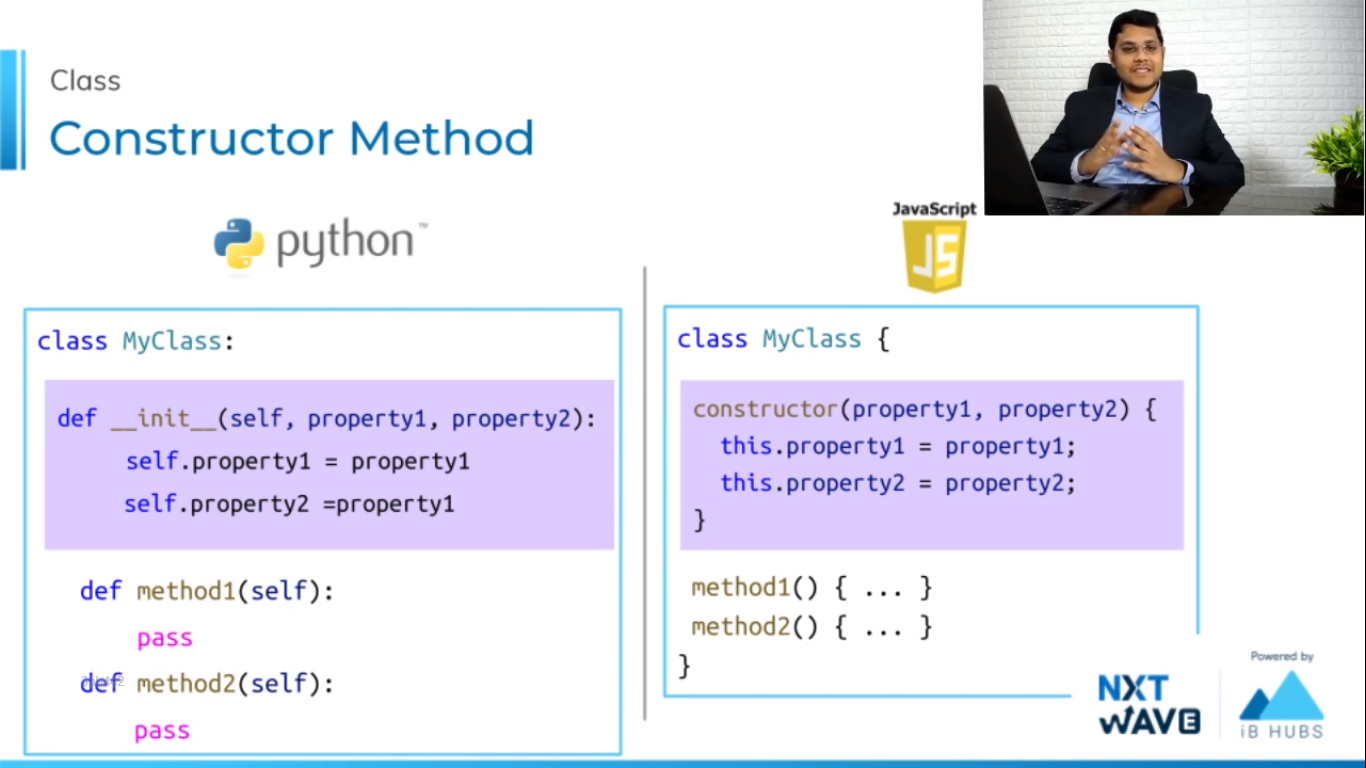 Class
Constructor Method
python™
JavaScript
JS
class MyClass:
def __init__(self, property1, property2):
self.property1 = property1
self.property2 =property1
def method1(self):
pass
def method2(self):
pass
class MyClass {
constructor(property1, property2) {
this.property1 = property1;
this.property2 = property2;
}
method1() { ... }
method2() { ... }
}
NXT
WAVE
Powered by
iB HUBS